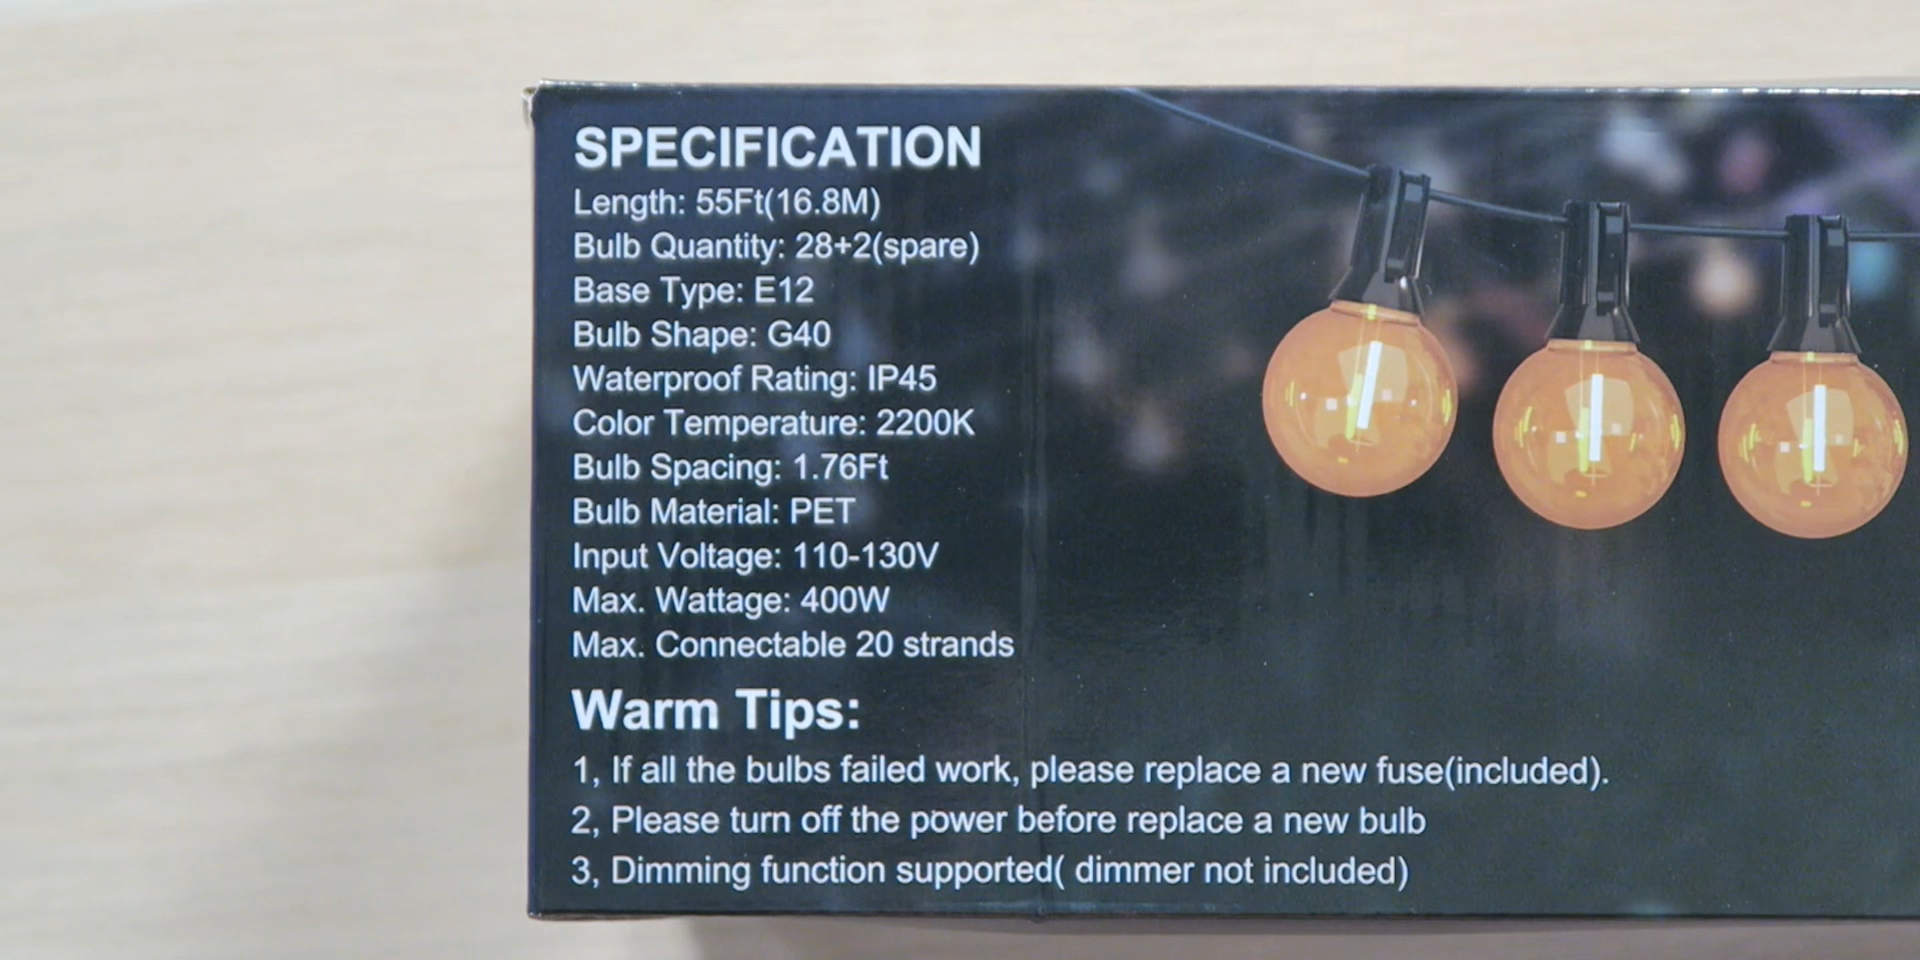 SPECIFICATION
Length: 55Ft(16.8M)
Bulb Quantity: 28+2(spare)
Base Type: E12
Bulb Shape: G40
Waterproof Rating: IP45
Color Temperature: 2200K
Bulb Spacing: 1.76Ft
Bulb Material: PET
Input Voltage: 110-130V
Max. Wattage: 400W
Max. Connectable 20 strands
Warm Tips:
1, If all the bulbs failed work, please replace a new fuse(included).
2, Please turn off the power before replace a new bulb
3, Dimming function supported( dimmer not included)